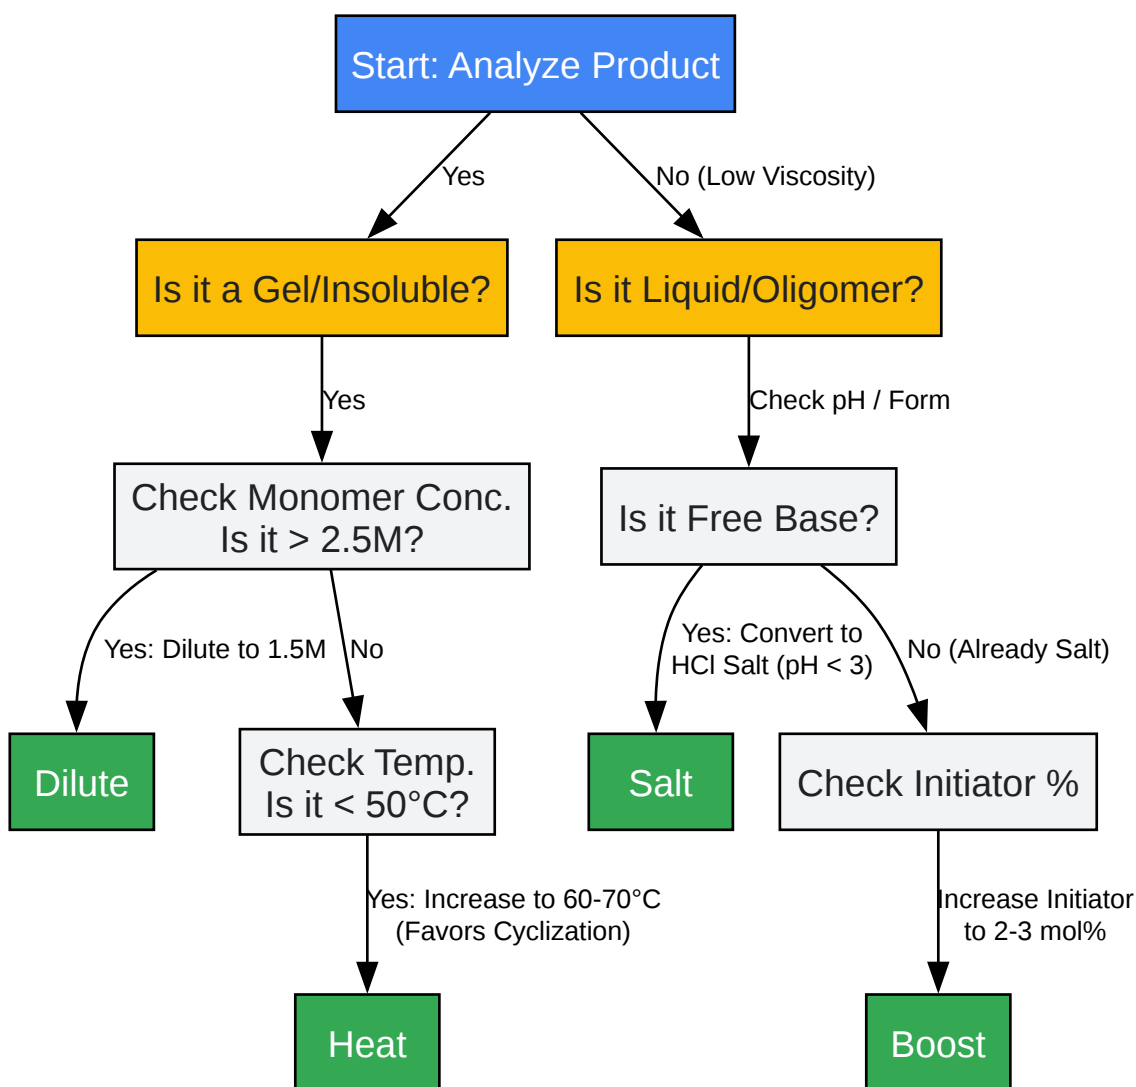 Start: Analyze Product
Yes
No (Low Viscosity)
Is it a Gel/Insoluble?
Is it Liquid/Oligomer?
Yes
Check pH / Form
Check Monomer Conc.
Is it > 2.5M?
Is it Free Base?
Yes: Dilute to 1.5M
No
Yes: Convert to
HCl Salt (pH < 3)
No (Already Salt)
Dilute
Check Temp.
Is it < 50°C?
Salt
Check Initiator %
Yes: Increase to 60-70°C
(Favors Cyclization)
Increase Initiator
to 2-3 mol%
Heat
Boost